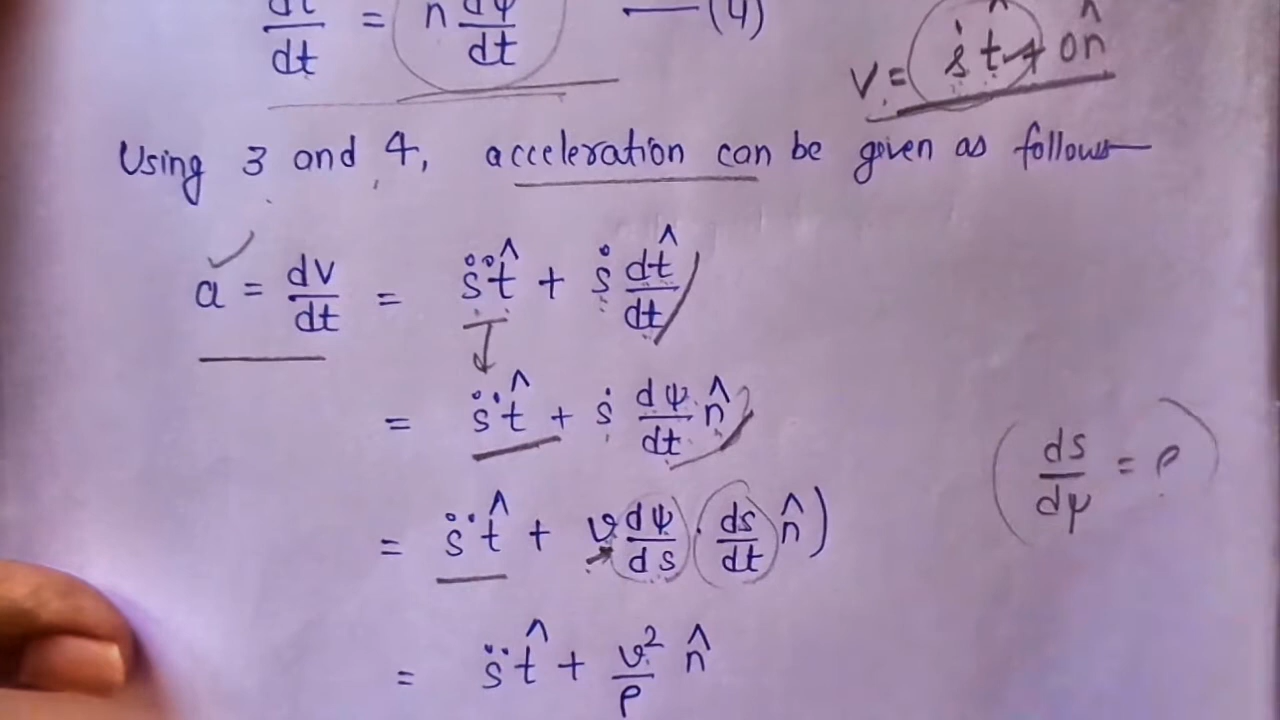 dt/dt = n dψ/dt —(4)
v = ṡ t̂ + 0n̂
Using 3 and 4, acceleration can be given as follows—
a = dv/dt = s̈ t̂ + ṡ dt̂/dt
= s̈ t̂ + ṡ dψ/dt n̂
(ds/dψ = ρ)
= s̈ t̂ + v dψ/ds · ds/dt n̂)
= s̈ t̂ + v²/ρ n̂